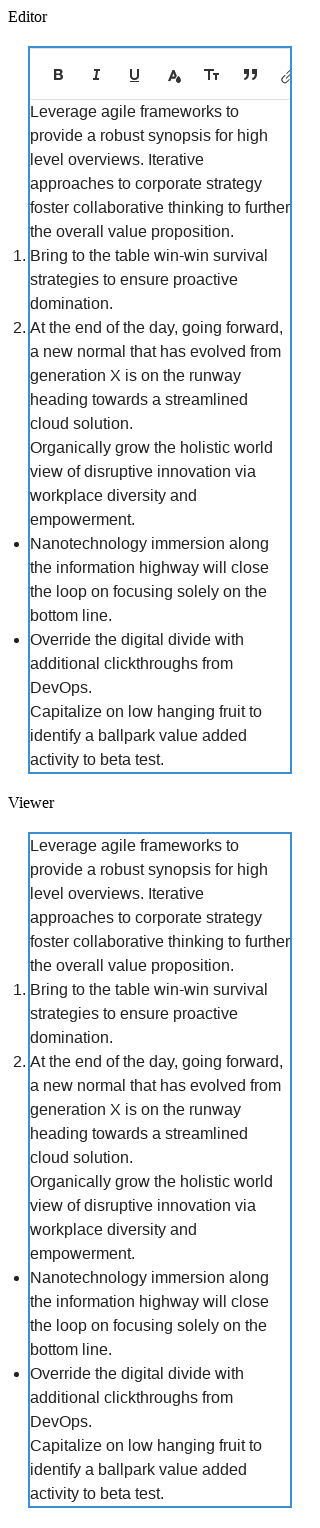 Editor
B I U A Tt
Leverage agile frameworks to
provide a robust synopsis for high
level overviews. Iterative
approaches to corporate strategy
foster collaborative thinking to further
the overall value proposition.
1. Bring to the table win-win survival
strategies to ensure proactive
domination.
2. At the end of the day, going forward,
a new normal that has evolved from
generation X is on the runway
heading towards a streamlined
cloud solution.
Organically grow the holistic world
view of disruptive innovation via
workplace diversity and
empowerment.
• Nanotechnology immersion along
the information highway will close
the loop on focusing solely on the
bottom line.
• Override the digital divide with
additional clickthroughs from
DevOps.
Capitalize on low hanging fruit to
identify a ballpark value added
activity to beta test.
Viewer
Leverage agile frameworks to
provide a robust synopsis for high
level overviews. Iterative
approaches to corporate strategy
foster collaborative thinking to further
the overall value proposition.
1. Bring to the table win-win survival
strategies to ensure proactive
domination.
2. At the end of the day, going forward,
a new normal that has evolved from
generation X is on the runway
heading towards a streamlined
cloud solution.
Organically grow the holistic world
view of disruptive innovation via
workplace diversity and
empowerment.
• Nanotechnology immersion along
the information highway will close
the loop on focusing solely on the
bottom line.
• Override the digital divide with
additional clickthroughs from
DevOps.
Capitalize on low hanging fruit to
identify a ballpark value added
activity to beta test.